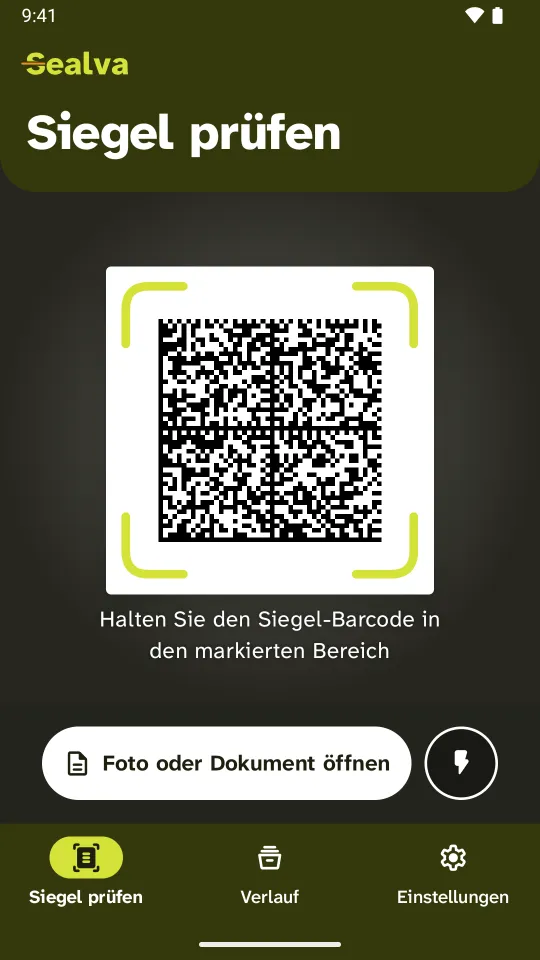 9:41
Sealva
Siegel prüfen
Halten Sie den Siegel-Barcode in
den markierten Bereich
Foto oder Dokument öffnen
Siegel prüfen
Verlauf
Einstellungen